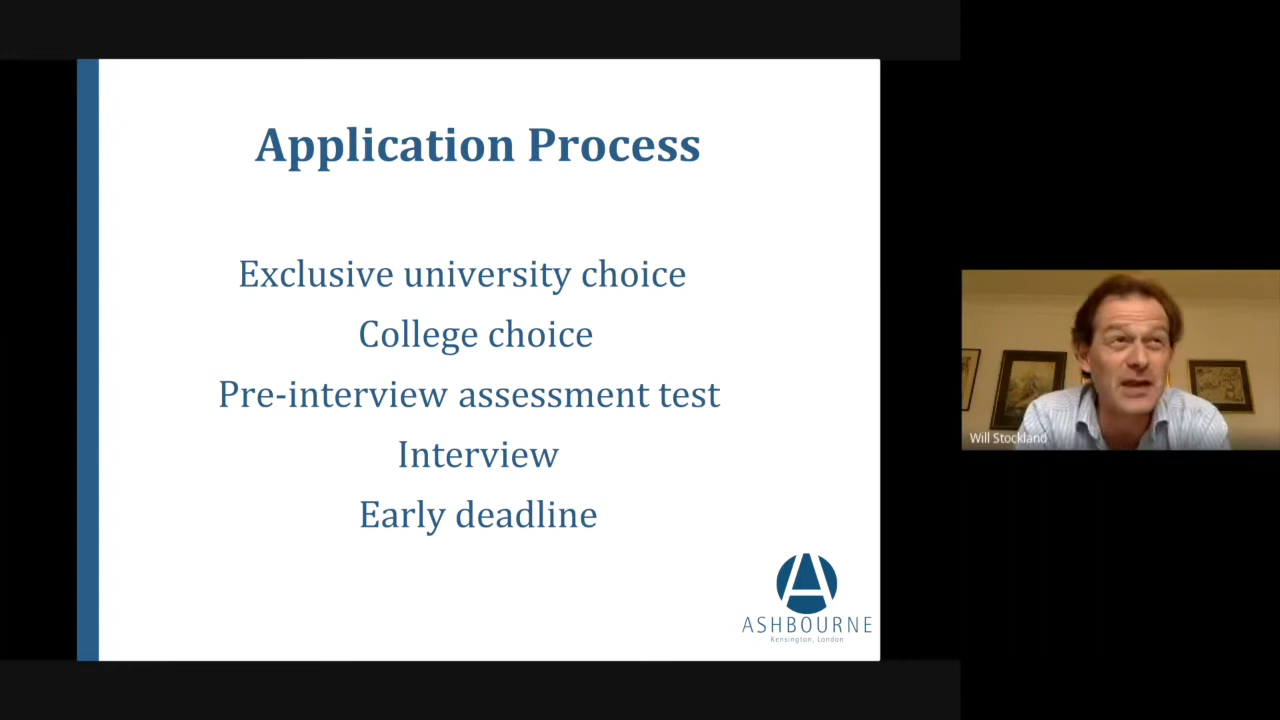 Application Process
Exclusive university choice
College choice
Pre-interview assessment test
Interview
Early deadline
Will Stockland
ASHBOURNE
Kensington, London